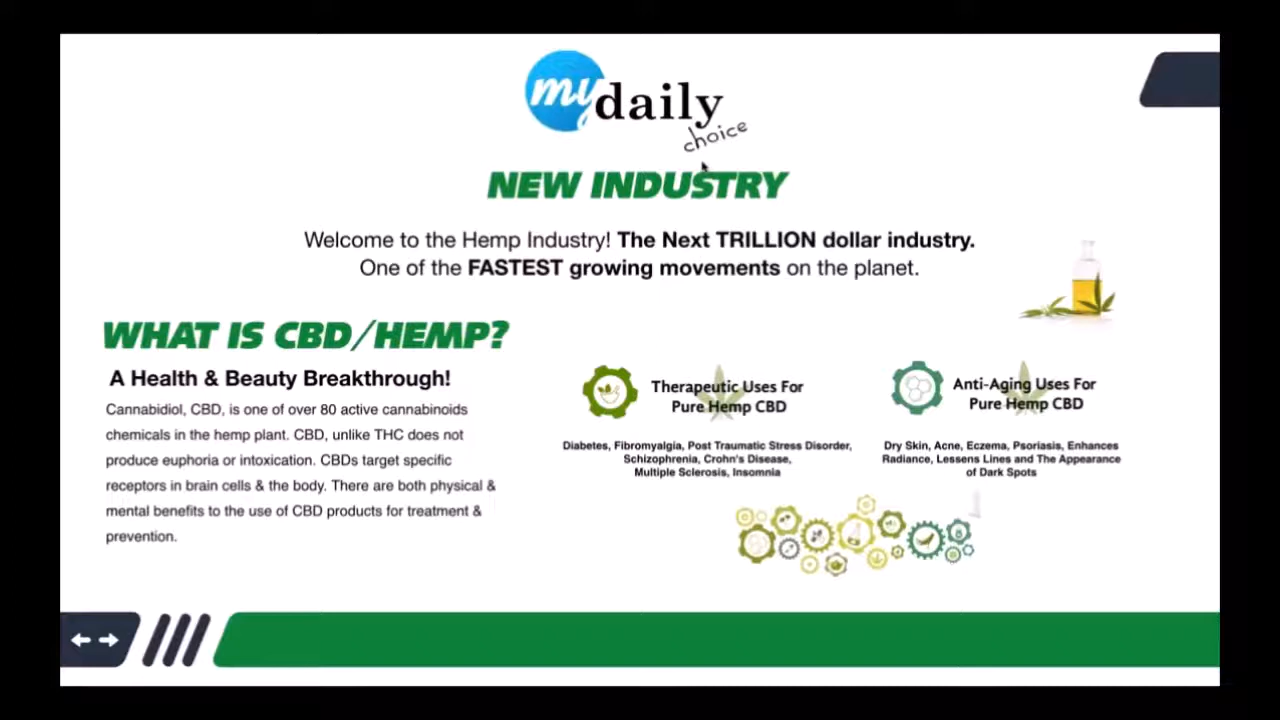 my daily
choice
NEW INDUSTRY
Welcome to the Hemp Industry! The Next TRILLION dollar industry.
One of the FASTEST growing movements on the planet.
WHAT IS CBD/HEMP?
A Health & Beauty Breakthrough!
Cannabidiol, CBD, is one of over 80 active cannabinoids
chemicals in the hemp plant. CBD, unlike THC does not
produce euphoria or intoxication. CBDs target specific
receptors in brain cells & the body. There are both physical &
mental benefits to the use of CBD products for treatment &
prevention.
Therapeutic Uses For
Pure Hemp CBD
Diabetes, Fibromyalgia, Post Traumatic Stress Disorder,
Schizophrenia, Crohn's Disease,
Multiple Sclerosis, Insomnia
Anti-Aging Uses For
Pure Hemp CBD
Dry Skin, Acne, Eczema, Psoriasis, Enhances
Radiance, Lessens Lines and The Appearance
of Dark Spots